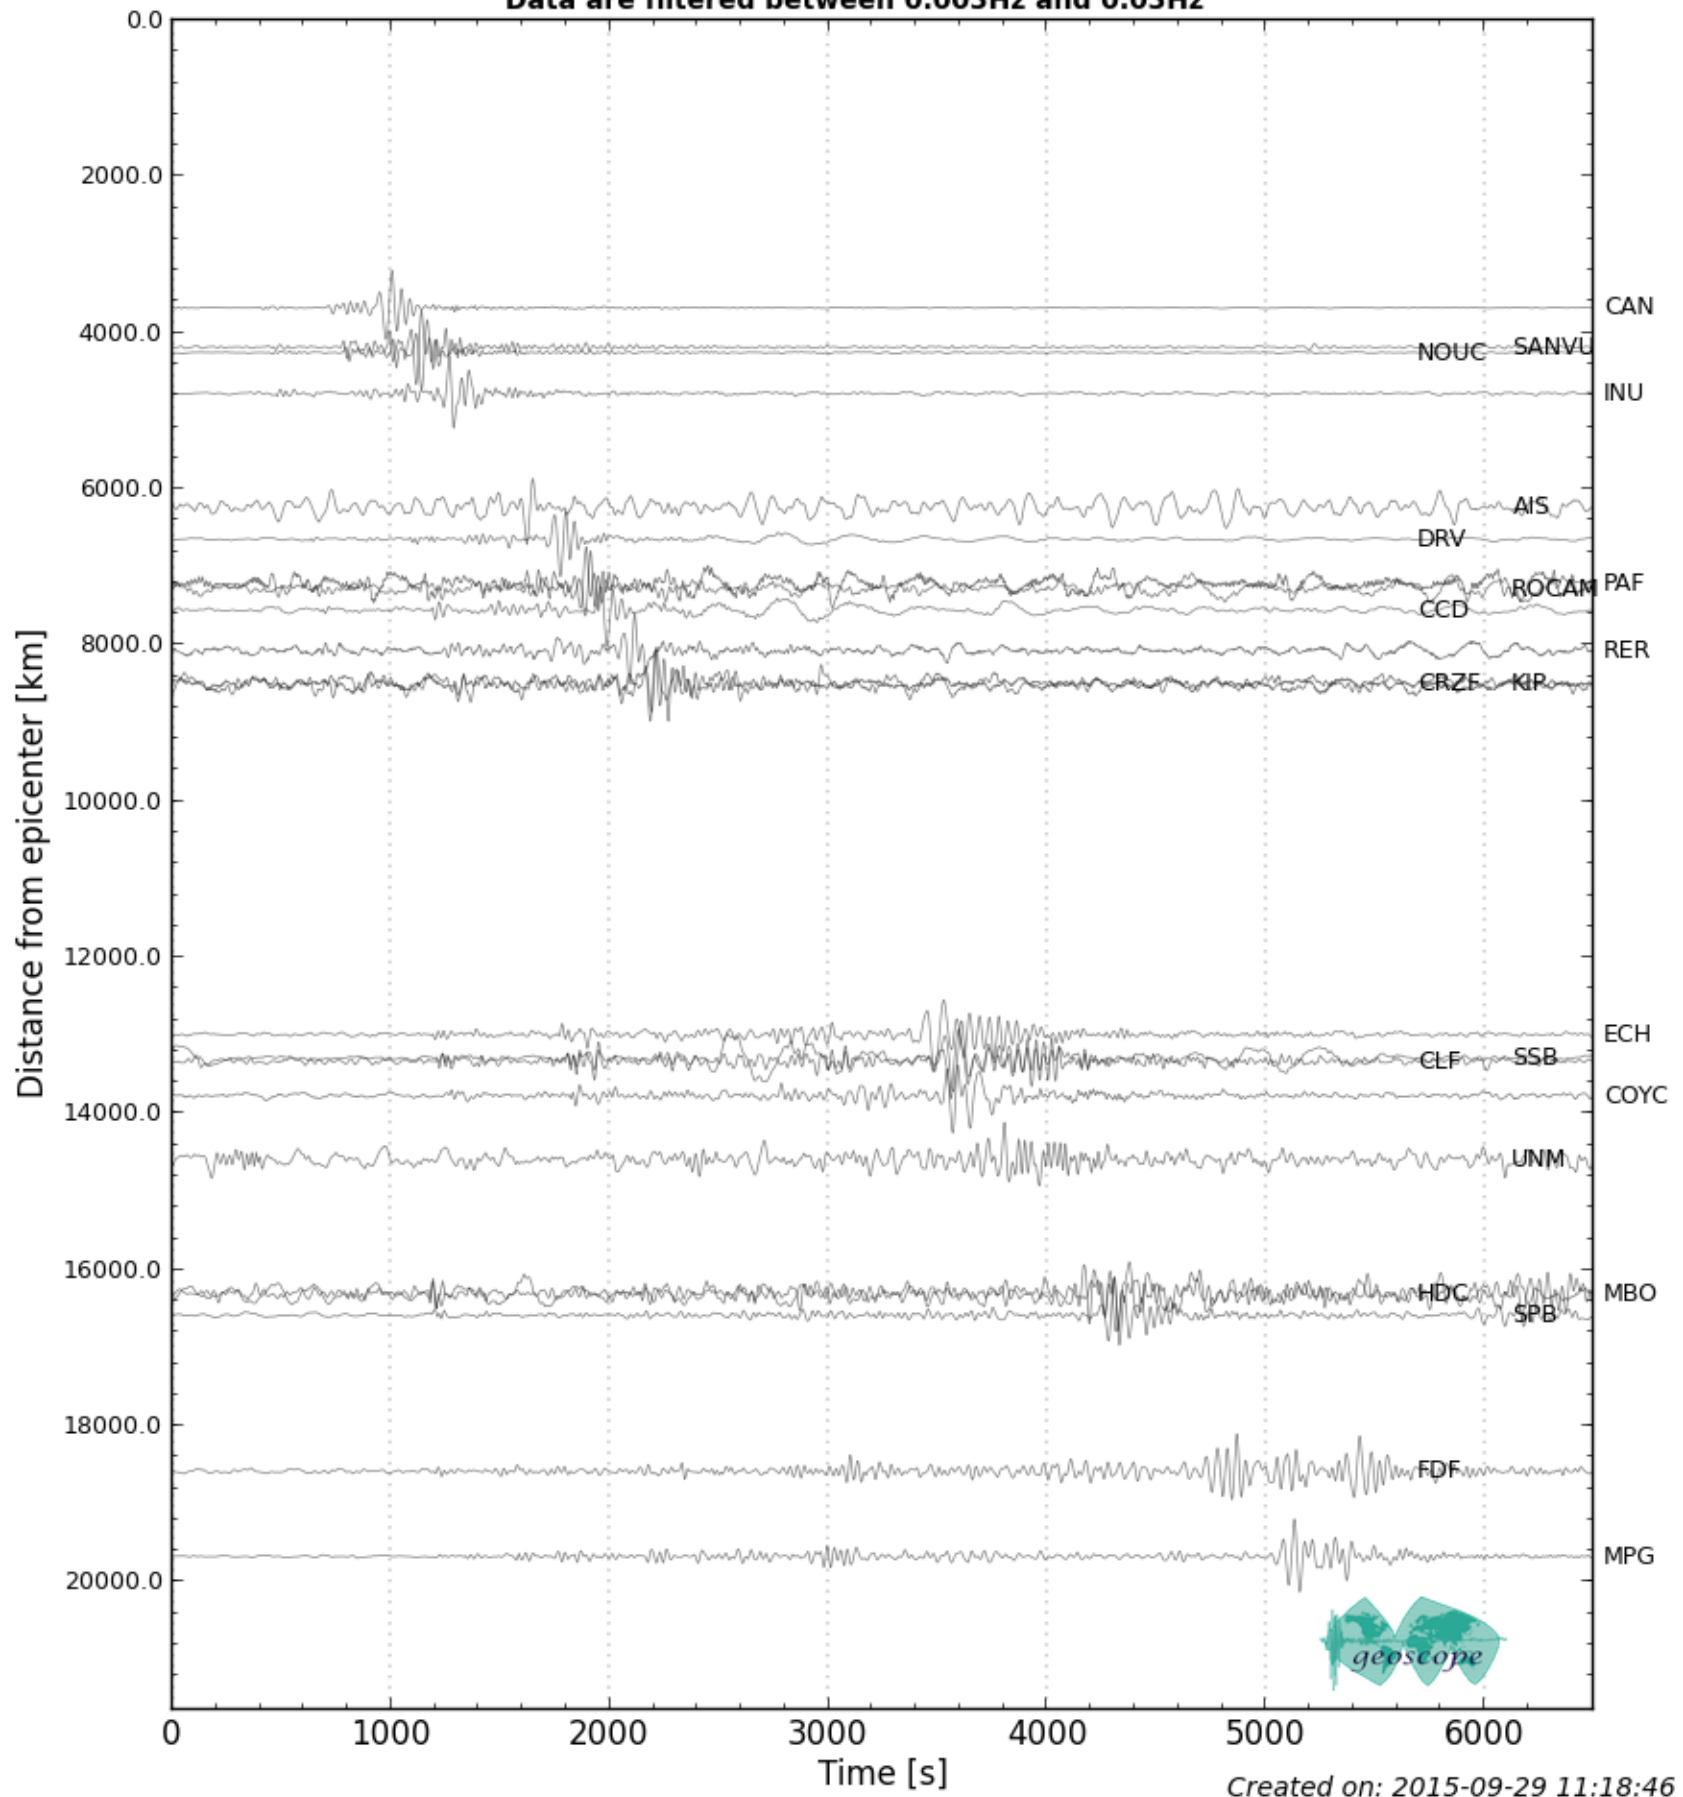 Data are filtered between 0.005Hz and 0.05Hz
0.0
2000.0
4000.0
6000.0
8000.0
10000.0
12000.0
14000.0
16000.0
18000.0
20000.0
Distance from epicenter [km]
CAN
NOUC SANVU
INU
AIS
DRV
ROCAM PAF
CCD
RER
CRZF KIP
ECH
CLF SSB
COYC
UNM
HDC MBO
SPB
FDF
MPG
geoscope
0 1000 2000 3000 4000 5000 6000
Time [s]
Created on: 2015-09-29 11:18:46